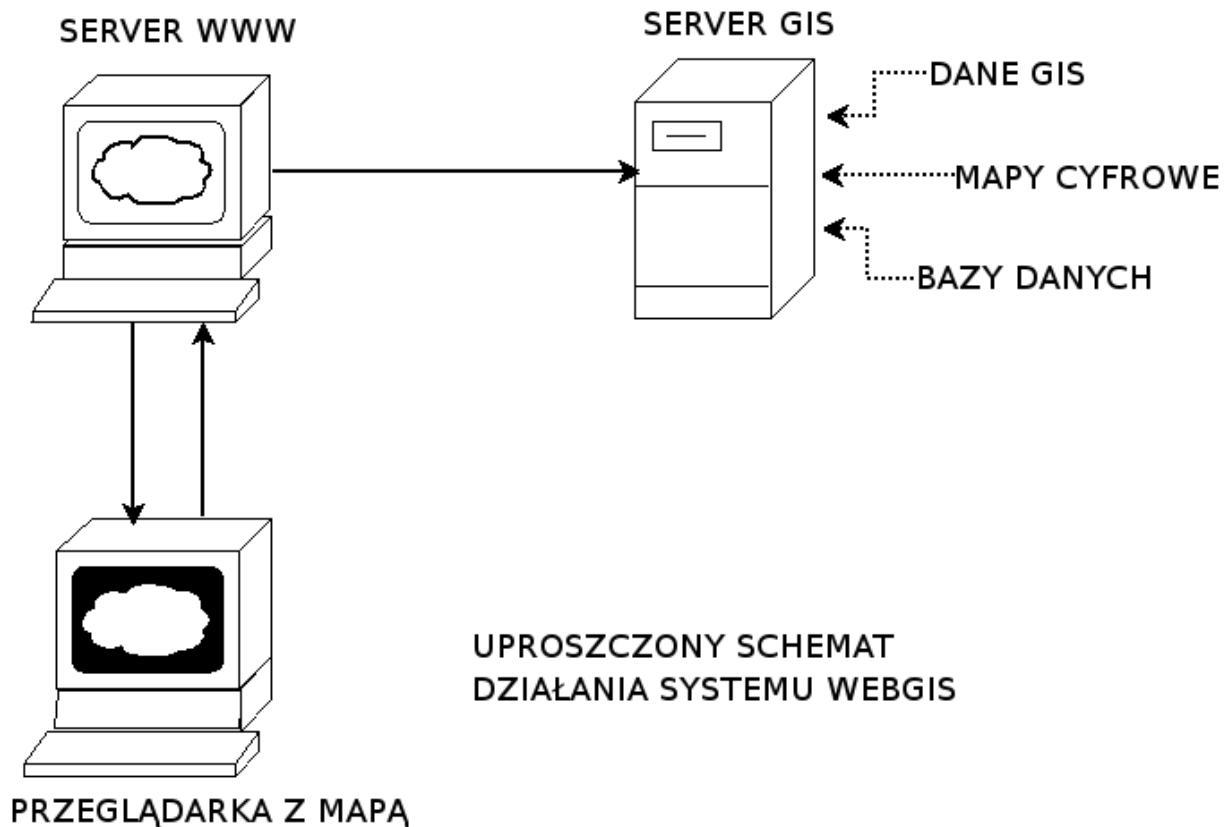 SERVER WWW
SERVER GIS
DANE GIS
MAPY CYFROWE
BAZY DANYCH
UPROSZCZONY SCHEMAT
DZIAŁANIA SYSTEMU WEBGIS
PRZEGLĄDARKA Z MAPĄ